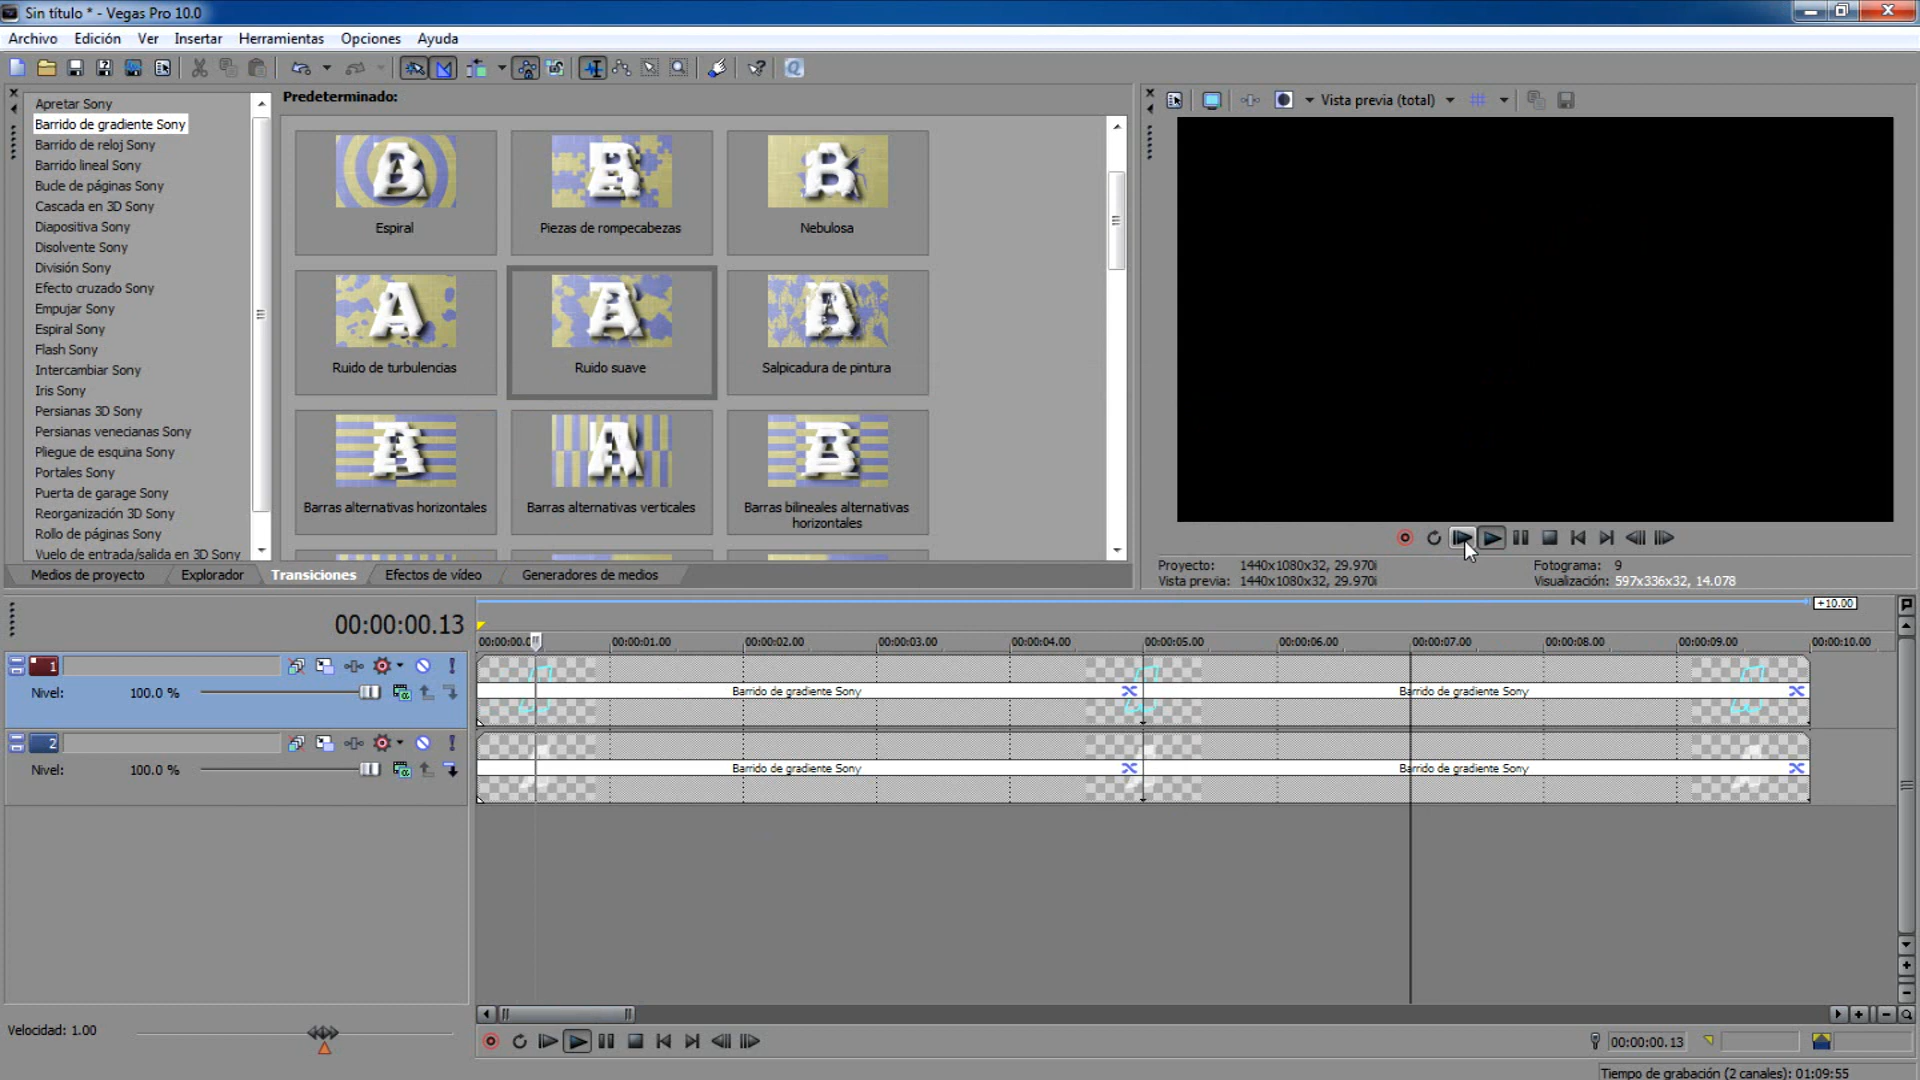 Sin título * - Vegas Pro 10.0
Archivo Edición Ver Insertar Herramientas Opciones Ayuda
Apretar Sony
Barrido de gradiente Sony
Barrido de reloj Sony
Barrido lineal Sony
Bucle de páginas Sony
Cascada en 3D Sony
Diapositiva Sony
Disolvente Sony
División Sony
Efecto cruzado Sony
Empujar Sony
Espiral Sony
Flash Sony
Intercambiar Sony
Iris Sony
Persianas 3D Sony
Persianas venecianas Sony
Pliegue de esquina Sony
Portales Sony
Puerta de garage Sony
Reorganización 3D Sony
Rollo de páginas Sony
Vuelo de entrada/salida en 3D Sony
Predeterminado:
Espiral
Piezas de rompecabezas
Nebulosa
Ruido de turbulencias
Ruido suave
Salpicadura de pintura
Barras alternativas horizontales
Barras alternativas verticales
Barras bilineales alternativas
horizontales
Medios de proyecto Explorador Transiciones Efectos de vídeo Generadores de medios
Vista previa (total)
Proyecto: 1440x1080x32, 29.970i
Vista previa: 1440x1080x32, 29.970i
Fotograma: 9
Visualización: 597x336x32, 14.078
00:00:00.13
+10.00
00:00:00.0 00:00:01.00 00:00:02.00 00:00:03.00 00:00:04.00 00:00:05.00 00:00:06.00 00:00:07.00 00:00:08.00 00:00:09.00 00:00:10.00
1
Nivel: 100.0 %
Barrido de gradiente Sony Barrido de gradiente Sony
2
Nivel: 100.0 %
Barrido de gradiente Sony Barrido de gradiente Sony
Velocidad: 1.00
00:00:00.13
Tiempo de grabación (2 canales): 01:09:55